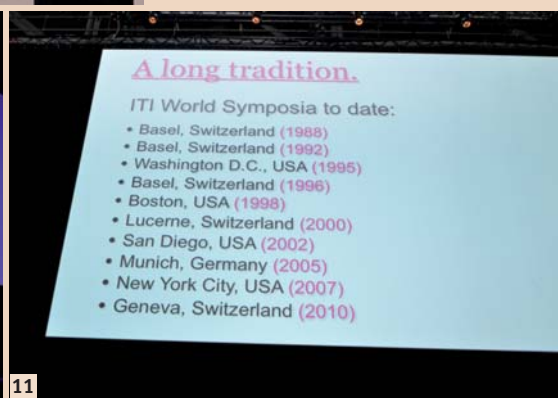 A long tradition.
ITI World Symposia to date:
• Basel, Switzerland (1988)
• Basel, Switzerland (1992)
• Washington D.C., USA (1995)
• Basel, Switzerland (1996)
• Boston, USA (1998)
• Lucerne, Switzerland (2000)
• San Diego, USA (2002)
• Munich, Germany (2005)
• New York City, USA (2007)
• Geneva, Switzerland (2010)
11